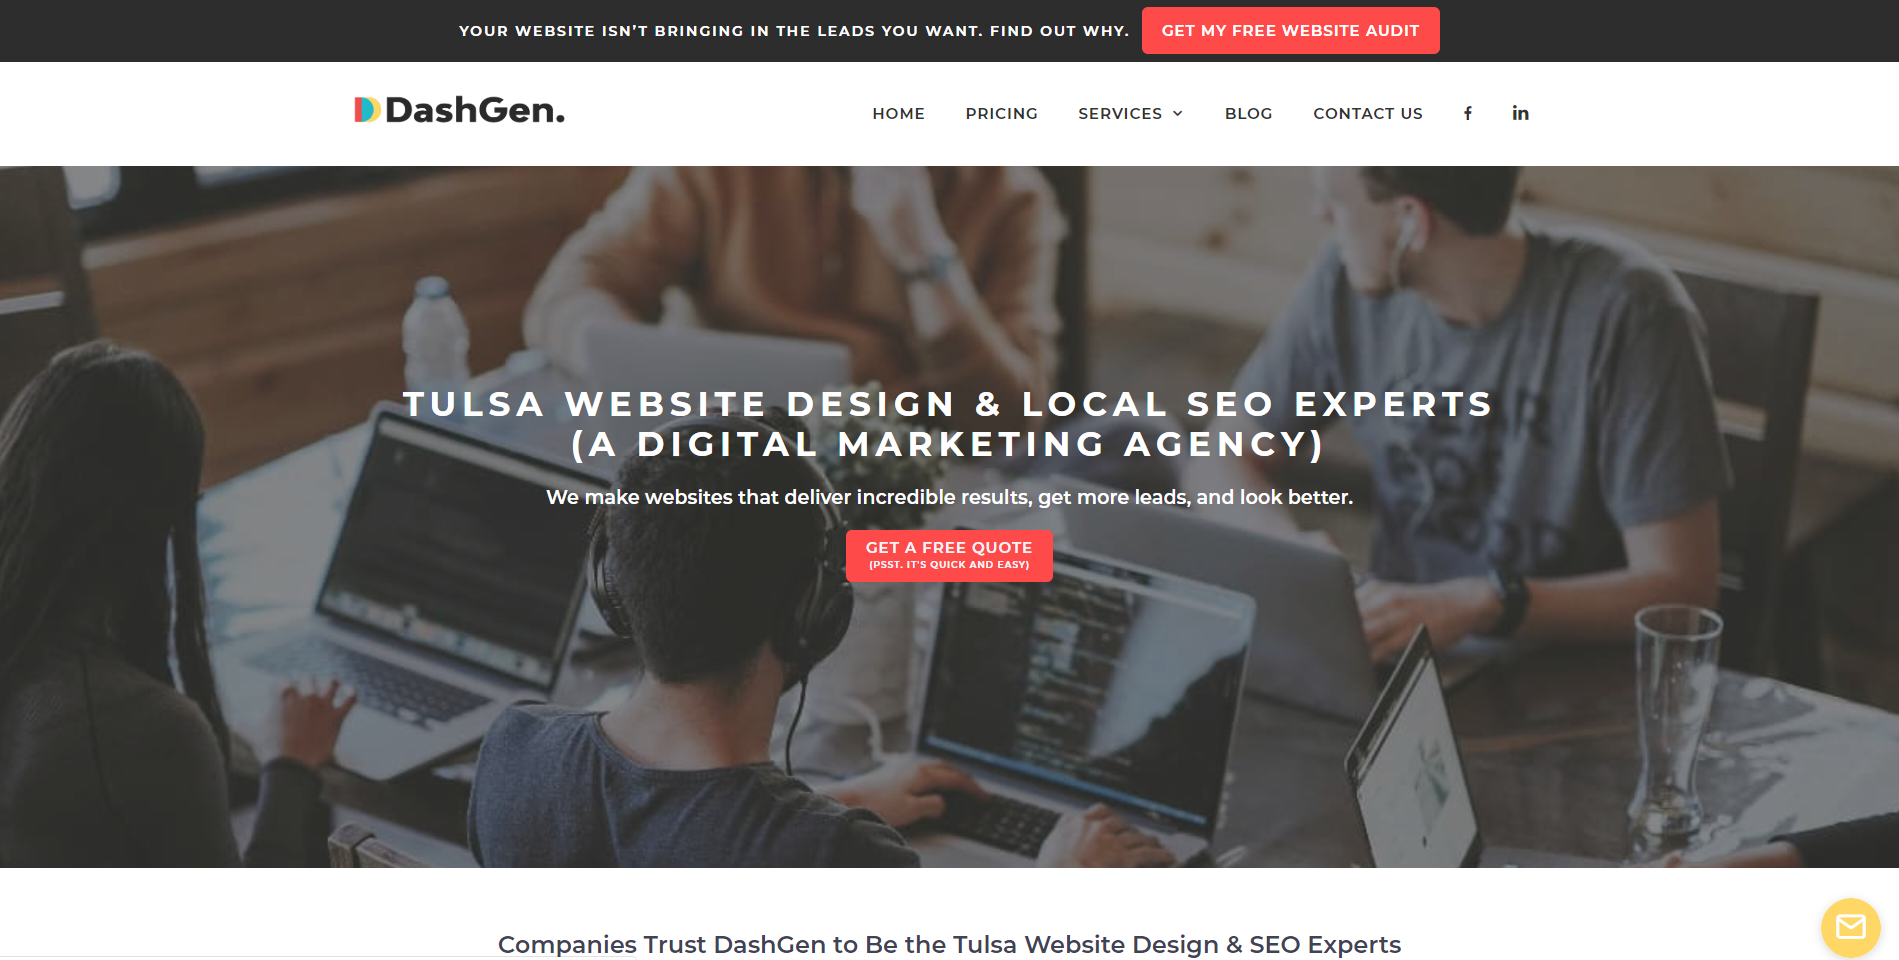 YOUR WEBSITE ISN’T BRINGING IN THE LEADS YOU WANT. FIND OUT WHY.
GET MY FREE WEBSITE AUDIT
DashGen.
HOME
PRICING
SERVICES
BLOG
CONTACT US
TULSA WEBSITE DESIGN & LOCAL SEO EXPERTS
(A DIGITAL MARKETING AGENCY)
We make websites that deliver incredible results, get more leads, and look better.
GET A FREE QUOTE
(PSST. IT'S QUICK AND EASY)
Companies Trust DashGen to Be the Tulsa Website Design & SEO Experts